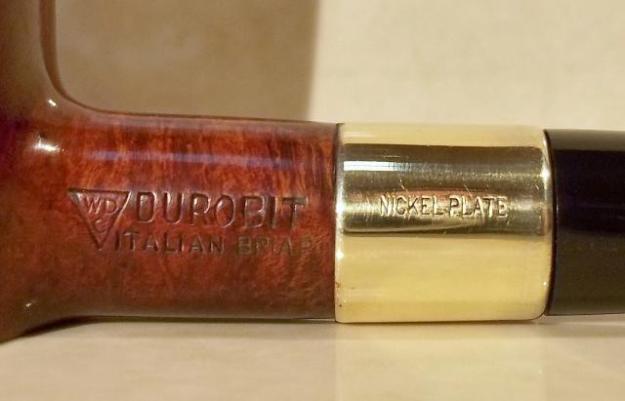 WDC DUROBIT
ITALIAN BRIAR
NICKEL-PLATE